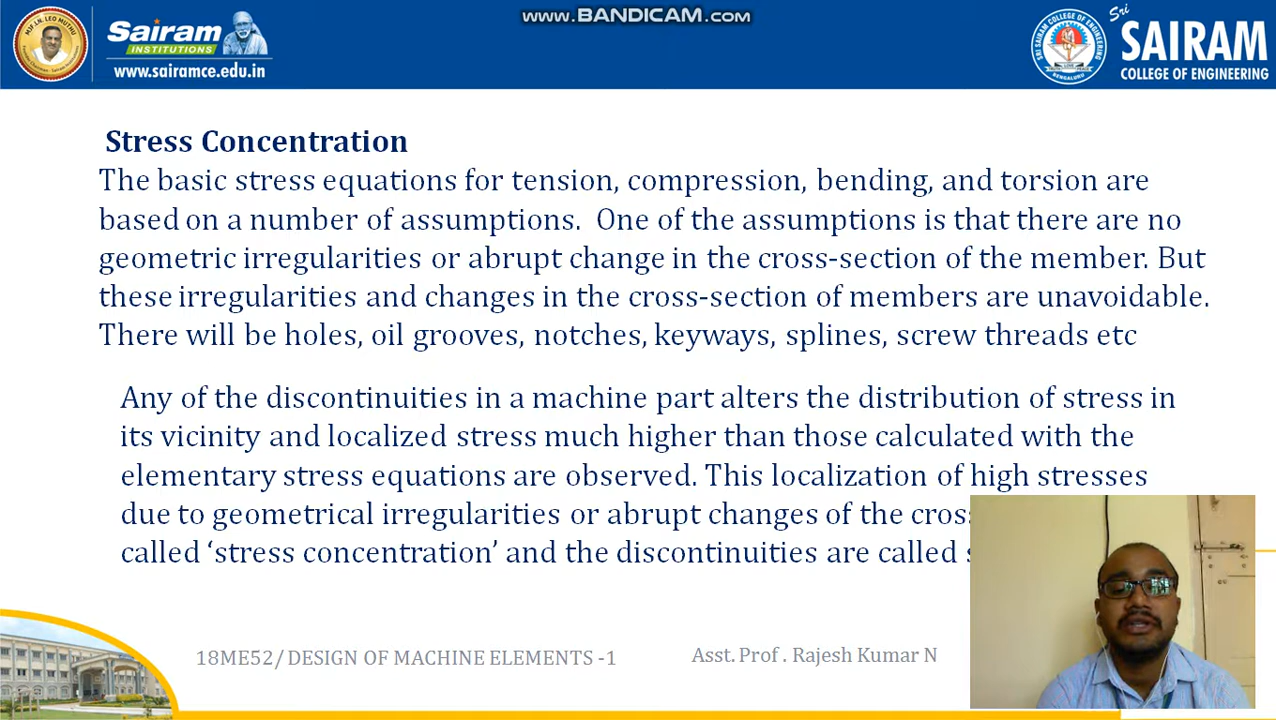 www.BANDICAM.com
Sairam
INSTITUTIONS
www.sairamce.edu.in
Sri
SAIRAM
COLLEGE OF ENGINEERING
SRI SAIRAM COLLEGE OF ENGINEERING
BENGALURU
Stress Concentration
The basic stress equations for tension, compression, bending, and torsion are
based on a number of assumptions. One of the assumptions is that there are no
geometric irregularities or abrupt change in the cross-section of the member. But
these irregularities and changes in the cross-section of members are unavoidable.
There will be holes, oil grooves, notches, keyways, splines, screw threads etc
Any of the discontinuities in a machine part alters the distribution of stress in
its vicinity and localized stress much higher than those calculated with the
elementary stress equations are observed. This localization of high stresses
due to geometrical irregularities or abrupt changes of the cros
called ‘stress concentration’ and the discontinuities are called s
18ME52/ DESIGN OF MACHINE ELEMENTS -1
Asst. Prof . Rajesh Kumar N